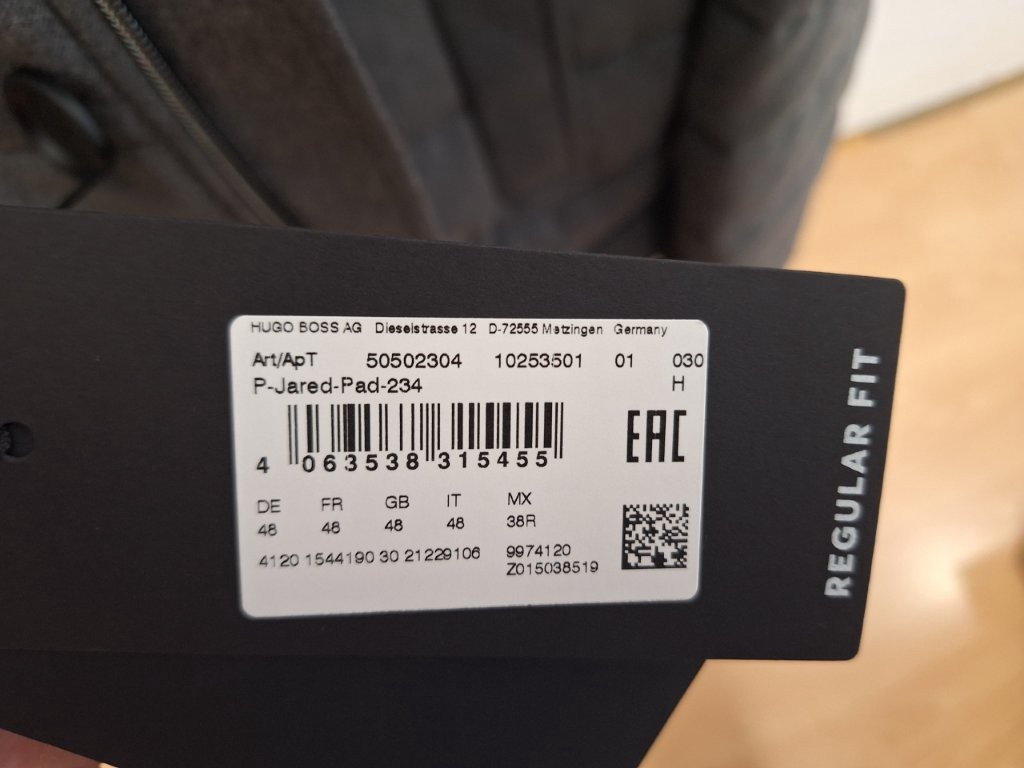 HUGO BOSS AG Dieselstrasse 12 D-72555 Metzingen Germany
Art/ApT 50502304 10253501 01 030
P-Jared-Pad-234 H
4 063538 315455
EAC
DE FR GB IT MX
48 48 48 48 38R
4120 1544190 30 21229106 9974120
Z015038519
REGULAR FIT